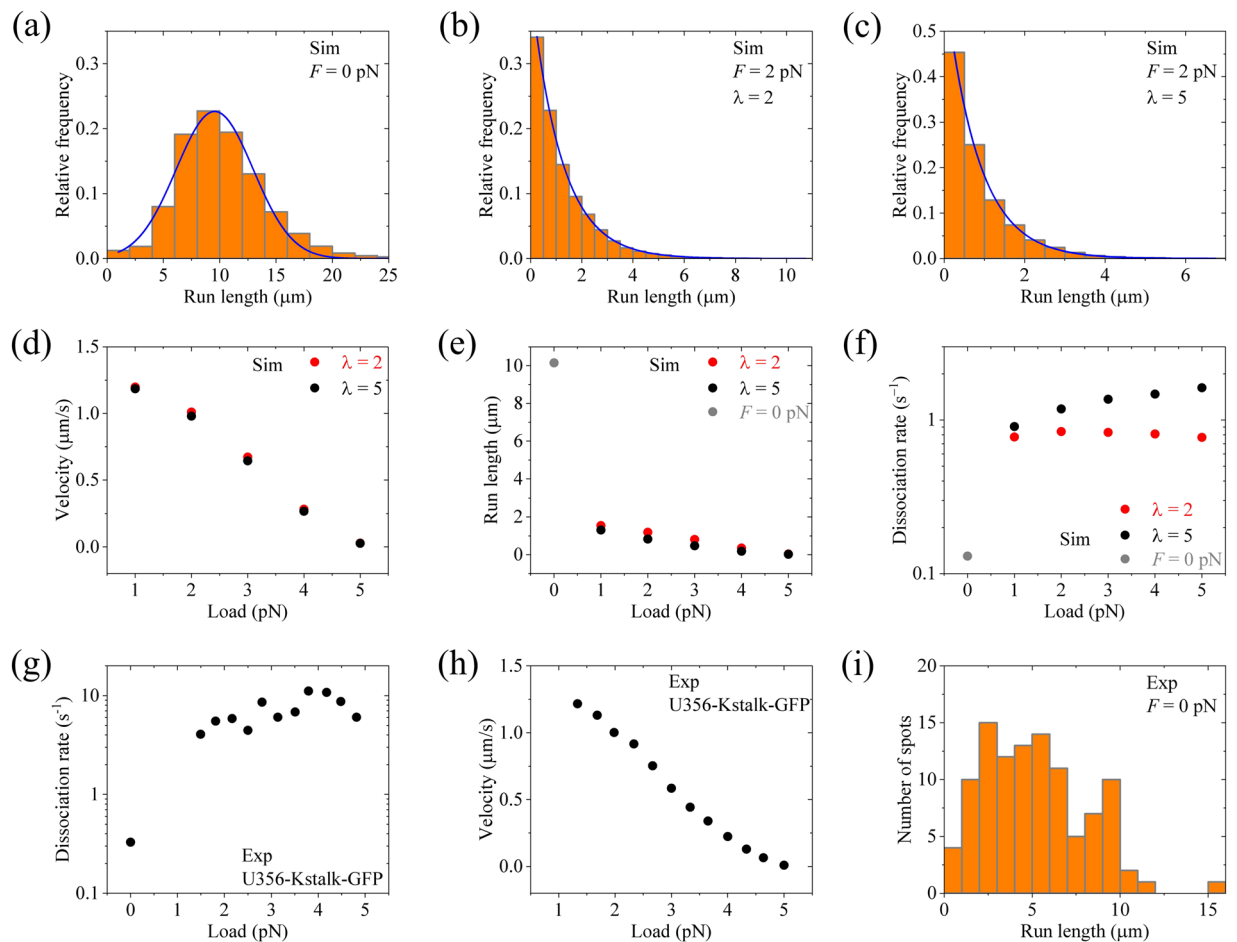 (a)
Sim
F = 0 pN
Relative frequency
0.3
0.2
0.1
0.0
0 5 10 15 20 25
Run length (μm)
(b)
Sim
F = 2 pN
λ = 2
Relative frequency
0.3
0.2
0.1
0.0
0 2 4 6 8 10
Run length (μm)
(c)
Sim
F = 2 pN
λ = 5
Relative frequency
0.5
0.4
0.3
0.2
0.1
0.0
0 2 4 6
Run length (μm)
(d)
Sim
λ = 2
λ = 5
Velocity (μm/s)
1.5
1.0
0.5
0.0
0 1 2 3 4 5
Load (pN)
(e)
Sim
λ = 2
λ = 5
F = 0 pN
Run length (μm)
10
8
6
4
2
0
0 1 2 3 4 5
Load (pN)
(f)
Dissociation rate (s⁻¹)
1
0.1
λ = 2
Sim
λ = 5
F = 0 pN
0 1 2 3 4 5
Load (pN)
(g)
Dissociation rate (s⁻¹)
10
1
0.1
Exp
U356-Kstalk-GFP
0 1 2 3 4 5
Load (pN)
(h)
Exp
U356-Kstalk-GFP
Velocity (μm/s)
1.5
1.0
0.5
0.0
1 2 3 4 5
Load (pN)
(i)
Exp
F = 0 pN
Number of spots
20
15
10
5
0
0 5 10 15
Run length (μm)